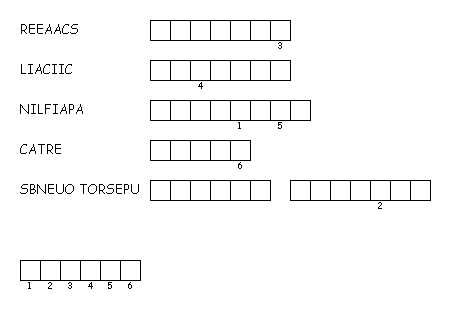 REEAACS
3
LIACIIC
4
NILFIAPA
1 5
CATRE
6
SBNEUO TORSEPU
2
1 2 3 4 5 6